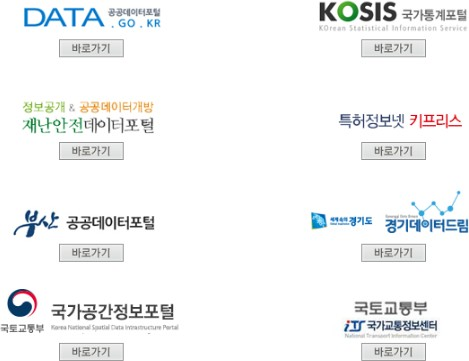 DATA 공공데이터포털
.GO.KR
바로가기
KOSIS 국가통계포털
KOrean Statistical Information Service
바로가기
정보공개 & 공공데이터개방
재난안전데이터포털
바로가기
특허정보넷 키프리스
바로가기
부산 공공데이터포털
바로가기
세계속의 경기도
경기데이터드림
바로가기
국토교통부
국가공간정보포털
Korea National Spatial Data Infrastructure Portal
바로가기
국토교통부
ITS 국가교통정보센터
National Transport Information Center
바로가기